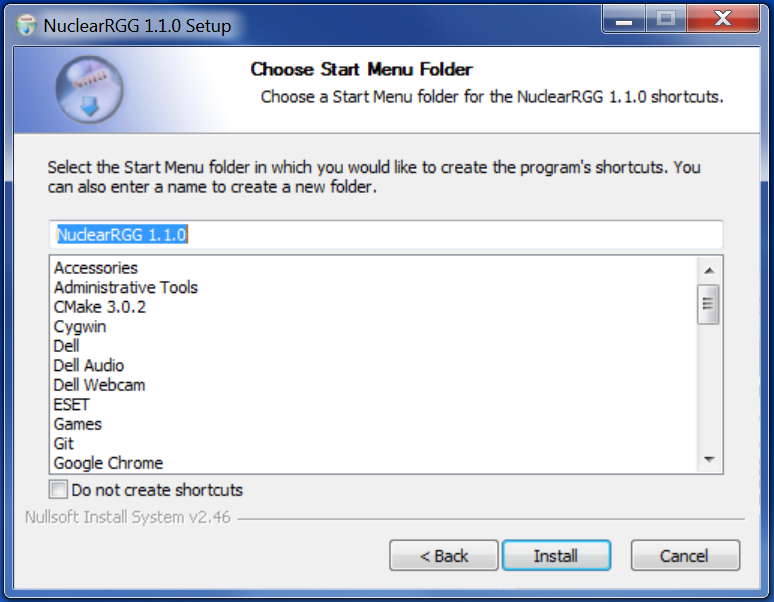 NuclearRGG 1.1.0 Setup
Choose Start Menu Folder
Choose a Start Menu folder for the NuclearRGG 1.1.0 shortcuts.
Select the Start Menu folder in which you would like to create the program's shortcuts. You
can also enter a name to create a new folder.
NuclearRGG 1.1.0
Accessories
Administrative Tools
CMake 3.0.2
Cygwin
Dell
Dell Audio
Dell Webcam
ESET
Games
Git
Google Chrome
Do not create shortcuts
Nullsoft Install System v2.46
< Back
Install
Cancel